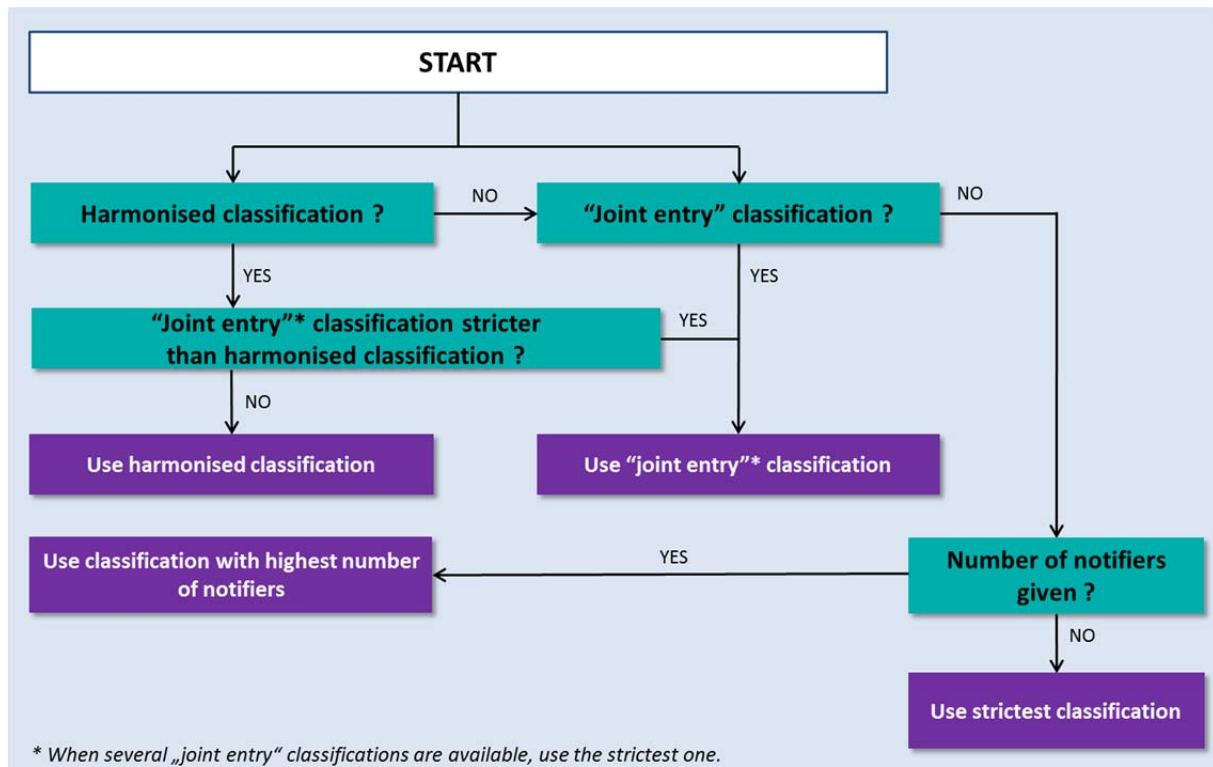 START
Harmonised classification ?
NO
“Joint entry” classification ?
NO
YES
YES
“Joint entry”* classification stricter
than harmonised classification ?
YES
NO
Use harmonised classification
Use “joint entry”* classification
Use classification with highest number
of notifiers
YES
Number of notifiers
given ?
NO
Use strictest classification
* When several „joint entry“ classifications are available, use the strictest one.